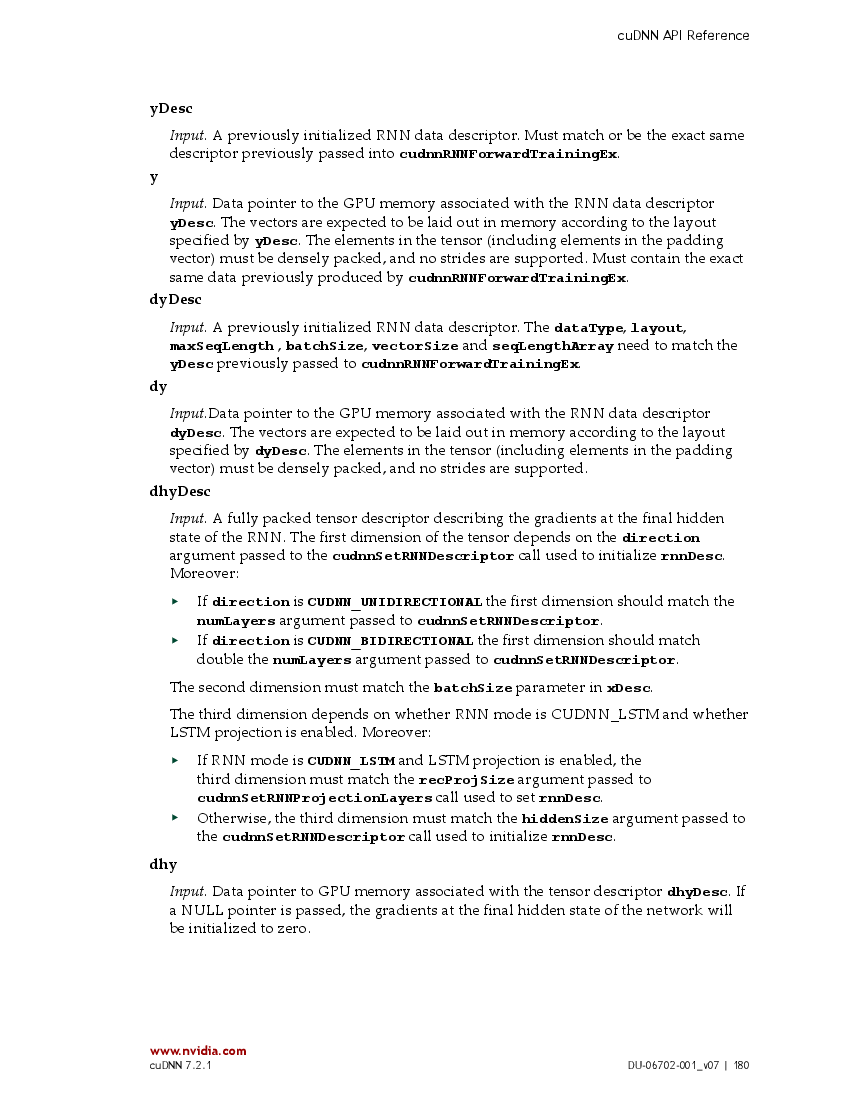 cuDNN API Reference
yDesc
Input. A previously initialized RNN data descriptor. Must match or be the exact same
descriptor previously passed into cudnnRNNForwardTrainingEx.
y
Input. Data pointer to the GPU memory associated with the RNN data descriptor
yDesc. The vectors are expected to be laid out in memory according to the layout
specified by yDesc. The elements in the tensor (including elements in the padding
vector) must be densely packed, and no strides are supported. Must contain the exact
same data previously produced by cudnnRNNForwardTrainingEx.
dyDesc
Input. A previously initialized RNN data descriptor. The dataType, layout,
maxSeqLength , batchSize, vectorSize and seqLengthArray need to match the
yDesc previously passed to cudnnRNNForwardTrainingEx.
dy
Input.Data pointer to the GPU memory associated with the RNN data descriptor
dyDesc. The vectors are expected to be laid out in memory according to the layout
specified by dyDesc. The elements in the tensor (including elements in the padding
vector) must be densely packed, and no strides are supported.
dhyDesc
Input. A fully packed tensor descriptor describing the gradients at the final hidden
state of the RNN. The first dimension of the tensor depends on the direction
argument passed to the cudnnSetRNNDescriptor call used to initialize rnnDesc.
Moreover:
‣ If direction is CUDNN_UNIDIRECTIONAL the first dimension should match the
numLayers argument passed to cudnnSetRNNDescriptor.
‣ If direction is CUDNN_BIDIRECTIONAL the first dimension should match
double the numLayers argument passed to cudnnSetRNNDescriptor.
The second dimension must match the batchSize parameter in xDesc.
The third dimension depends on whether RNN mode is CUDNN_LSTM and whether
LSTM projection is enabled. Moreover:
‣ If RNN mode is CUDNN_LSTM and LSTM projection is enabled, the
third dimension must match the recProjSize argument passed to
cudnnSetRNNProjectionLayers call used to set rnnDesc.
‣ Otherwise, the third dimension must match the hiddenSize argument passed to
the cudnnSetRNNDescriptor call used to initialize rnnDesc.
dhy
Input. Data pointer to GPU memory associated with the tensor descriptor dhyDesc. If
a NULL pointer is passed, the gradients at the final hidden state of the network will
be initialized to zero.
www.nvidia.com
cuDNN 7.2.1
DU-06702-001_v07 | 180